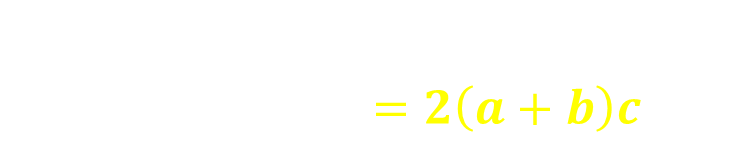 = 2(a + b)c